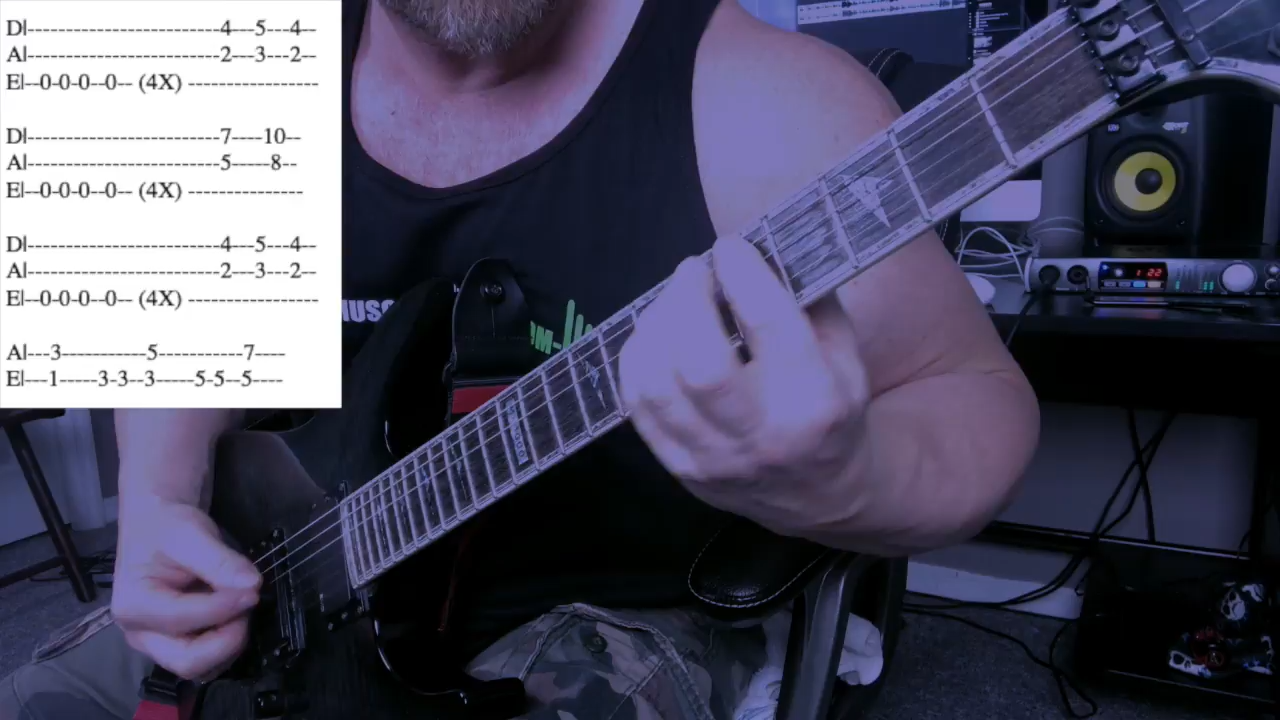 D|-------------------------4---5---4--
A|-------------------------2---3---2--
E|--0-0-0--0-- (4X) -----------------
D|-------------------------7----10--
A|-------------------------5-----8--
E|--0-0-0--0-- (4X) ---------------
D|-------------------------4---5---4--
A|-------------------------2---3---2--
E|--0-0-0--0-- (4X) -----------------
A|---3-----------5-----------7----
E|---1-----3-3--3-----5-5--5----
1 22